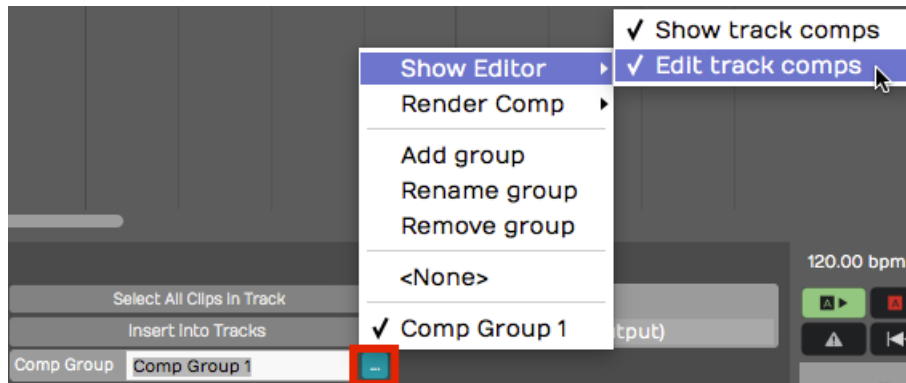 Show track comps
Edit track comps
Show Editor
Render Comp
Add group
Rename group
Remove group
<None>
Comp Group 1
120.00 bpm
Select All Clips in Track
Insert Into Tracks
tput)
Comp Group Comp Group 1 ...
A A